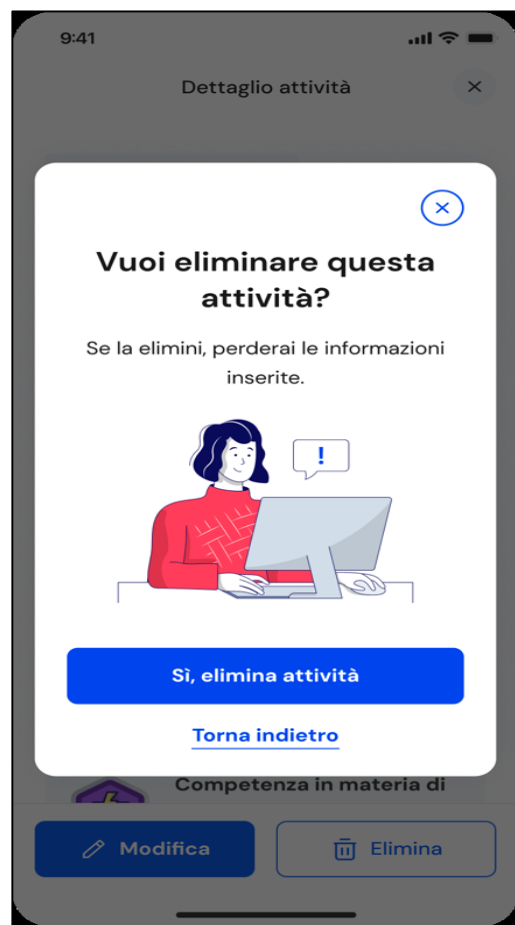 9:41
Dettaglio attività
Vuoi eliminare questa
attività?
Se la elimini, perderai le informazioni
inserite.
!
Sì, elimina attività
Torna indietro
Competenza in materia di
Modifica
Elimina